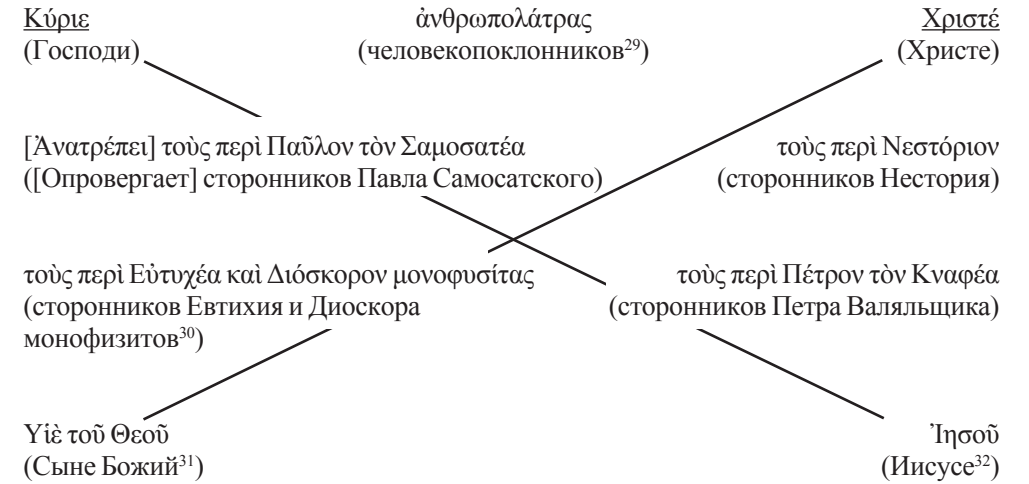 Κύριε ἀνθρωπολάτρας Χριστέ
(Господи) (человекопоклонников29) (Христе)
[Ἀνατρέπει] τοὺς περὶ Παῦλον τὸν Σαμοσατέα τοὺς περὶ Νεστόριον
([Опровергает] сторонников Павла Самосатского) (сторонников Нестория)
τοὺς περὶ Εὐτυχέα καὶ Διόσκορον μονοφυσίτας τοὺς περὶ Πέτρον τὸν Κναφέα
(сторонников Евтихия и Диоскора (сторонников Петра Валяльщика)
монофизитов30)
Υἱὲ τοῦ Θεοῦ Ἰησοῦ
(Сыне Божий31) (Иисусе32)